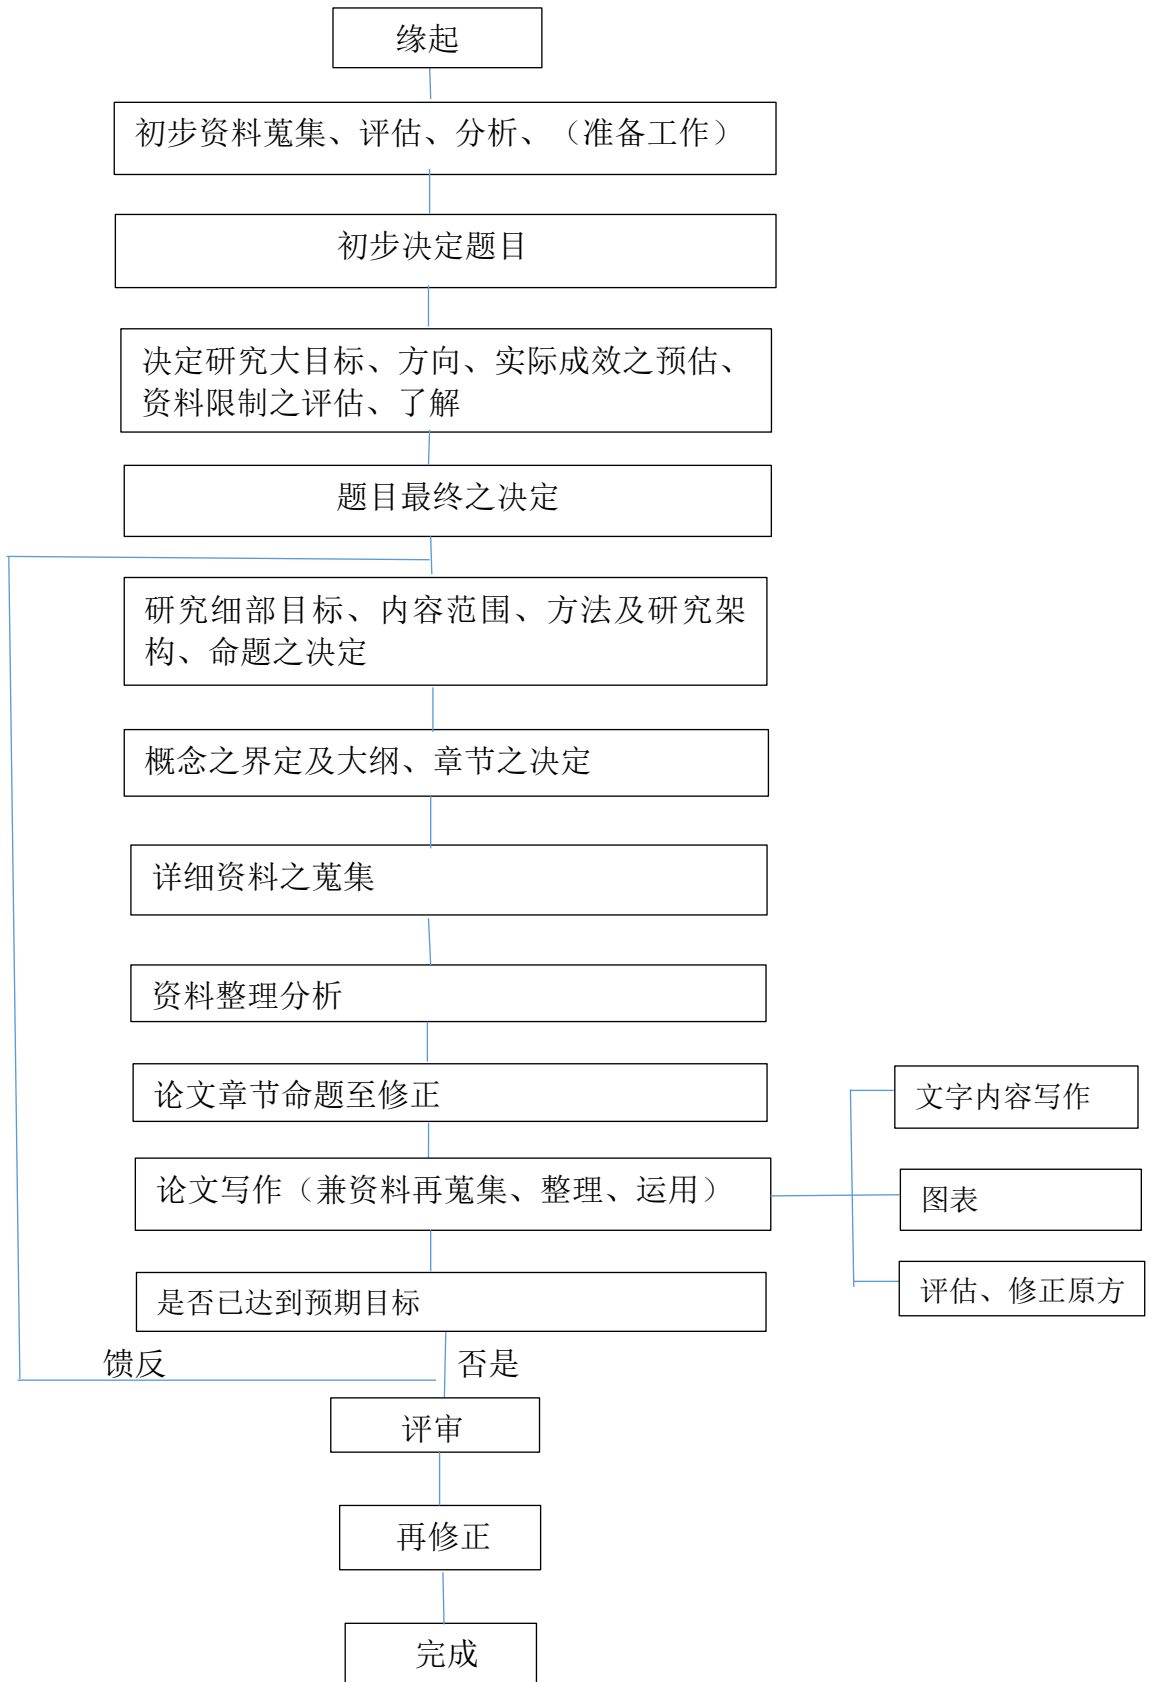 缘起
初步资料蒐集、评估、分析、（准备工作）
初步决定题目
决定研究大目标、方向、实际成效之预估、
资料限制之评估、了解
题目最终之决定
研究细部目标、内容范围、方法及研究架
构、命题之决定
概念之界定及大纲、章节之决定
详细资料之蒐集
资料整理分析
论文章节命题至修正
论文写作（兼资料再蒐集、整理、运用）
文字内容写作
图表
评估、修正原方
是否已达到预期目标
馈反
否是
评审
再修正
完成